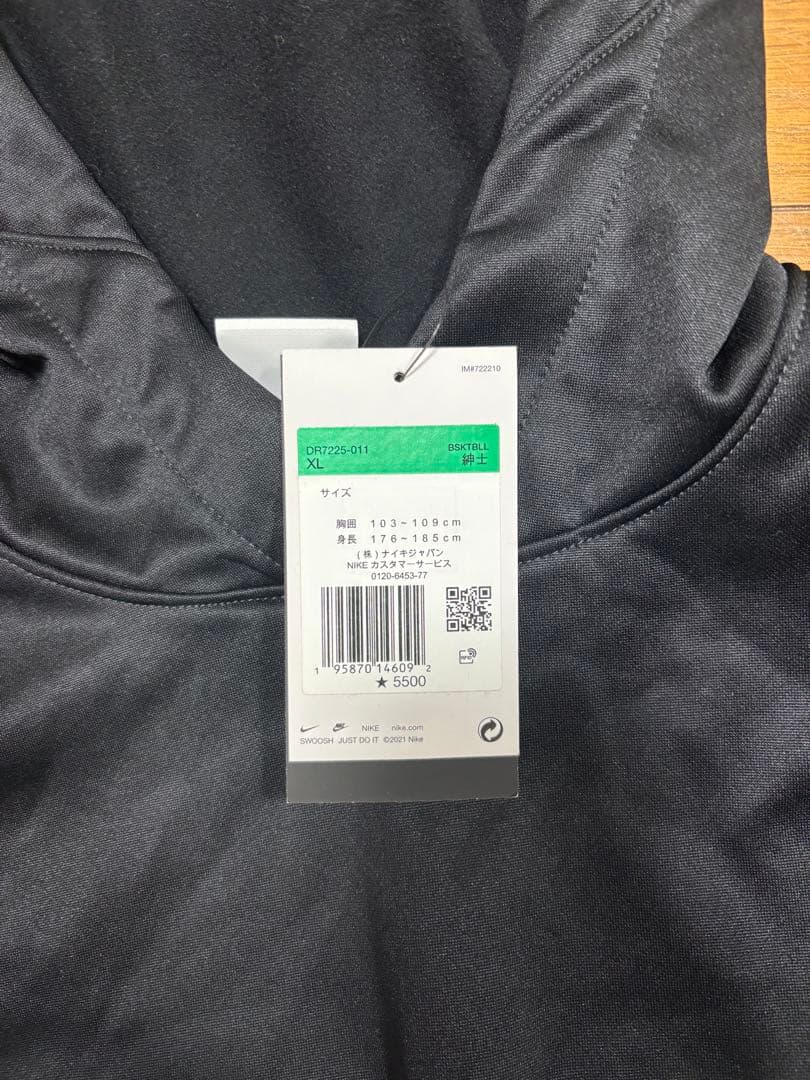 IM#722210
DR7225-011 BSKTBLL
XL 紳士
サイズ
胸囲 103~109cm
身長 176~185cm
(株)ナイキジャパン
NIKE カスタマーサービス
0120-6453-77
1 95870 14609 2
★ 5500
NIKE nike.com
SWOOSH JUST DO IT ©2021 Nike